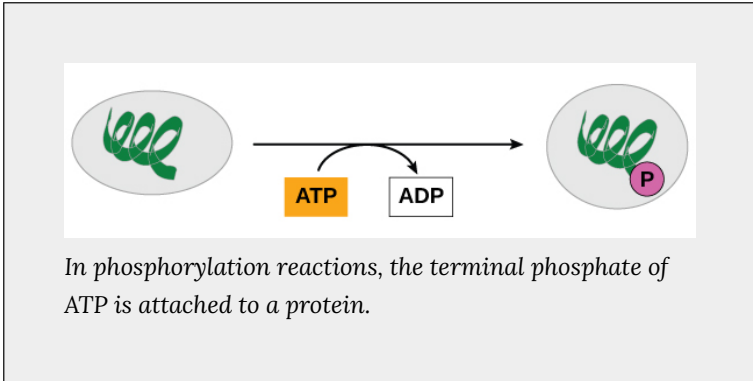 P
ATP ADP
In phosphorylation reactions, the terminal phosphate of
ATP is attached to a protein.